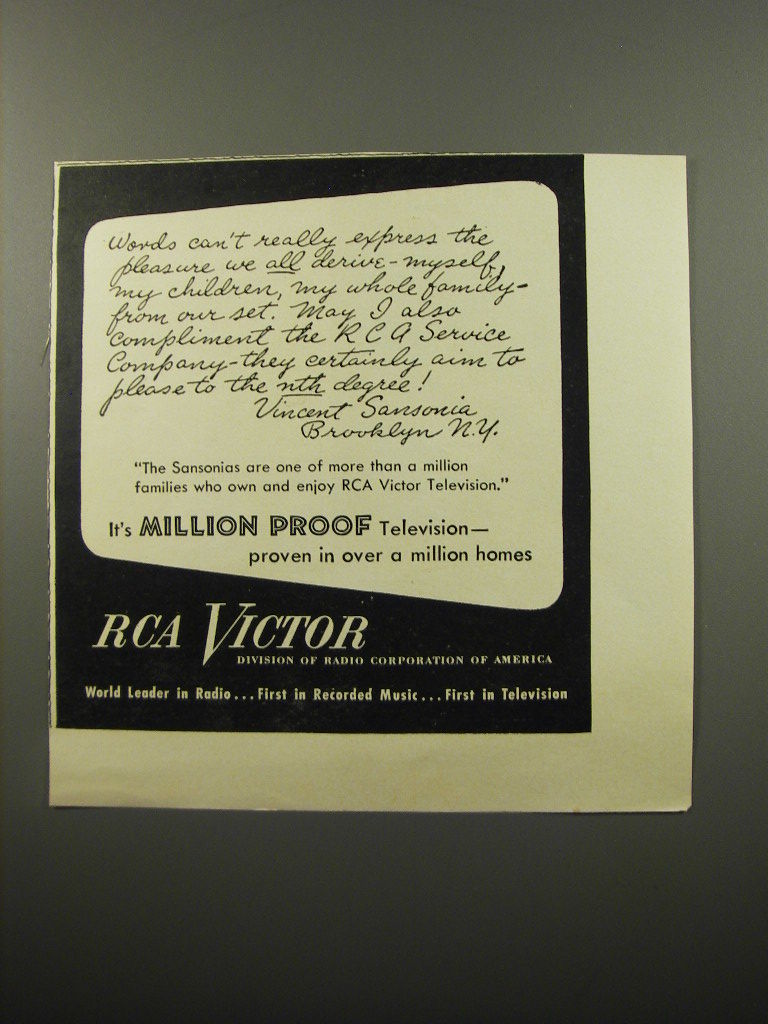 Words can't really express the
pleasure we all derive - myself,
my children, my whole family -
from our set. May I also
compliment the RCA Service
Company - they certainly aim to
please to the nth degree!
Vincent Sansonia
Brooklyn N.Y.
"The Sansonias are one of more than a million
families who own and enjoy RCA Victor Television."
It's MILLION PROOF Television—
proven in over a million homes
RCA VICTOR
DIVISION OF RADIO CORPORATION OF AMERICA
World Leader in Radio...First in Recorded Music...First in Television